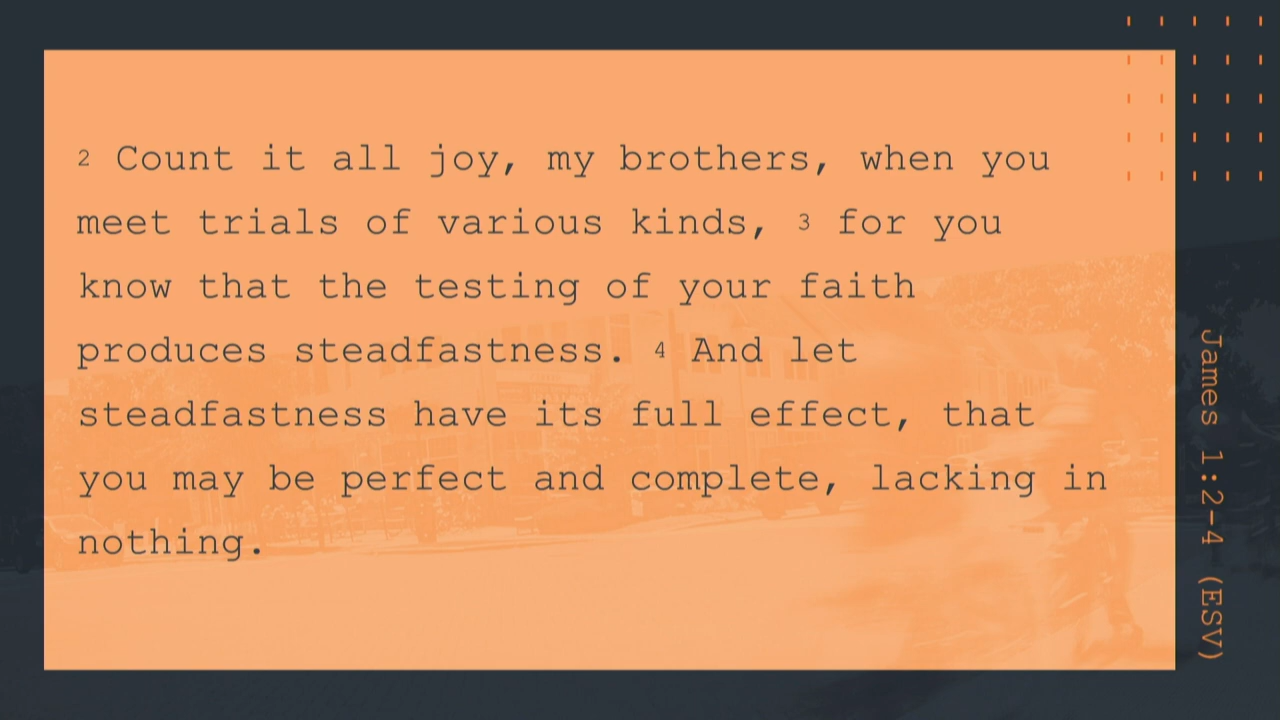 2 Count it all joy, my brothers, when you
meet trials of various kinds, 3 for you
know that the testing of your faith
produces steadfastness. 4 And let
steadfastness have its full effect, that
you may be perfect and complete, lacking in
nothing.
James 1:2-4 (ESV)